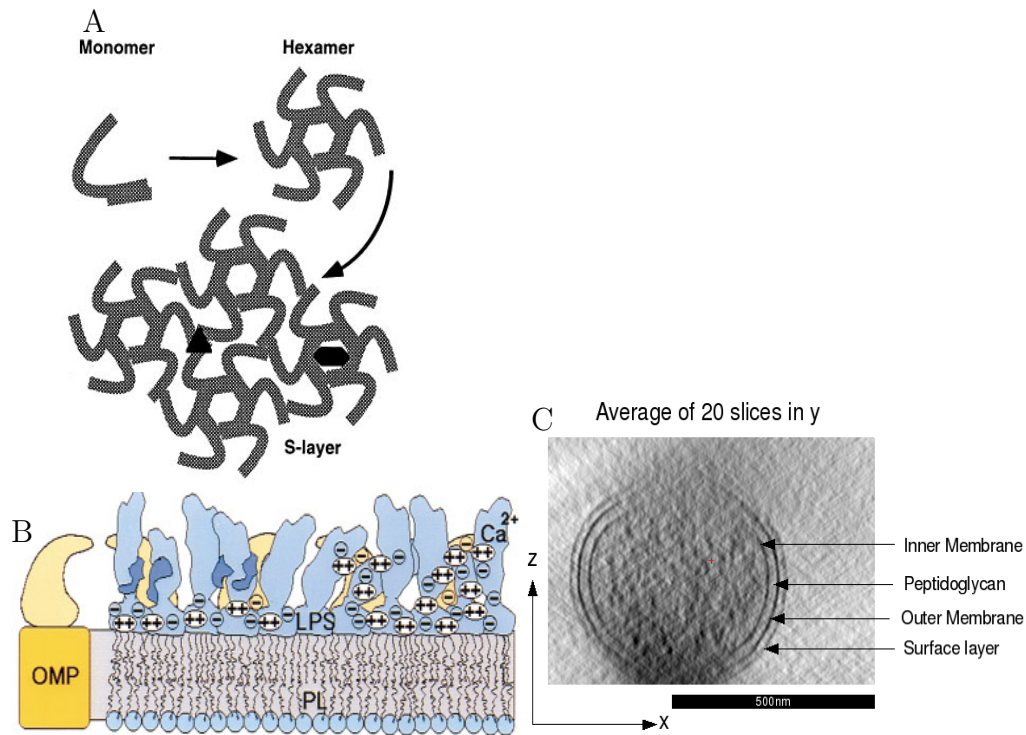 A
Monomer
Hexamer
S-layer
B
Ca2+
++
LPS
OMP
PL
C
Average of 20 slices in y
Z
Inner Membrane
Peptidoglycan
Outer Membrane
Surface layer
500nm
X